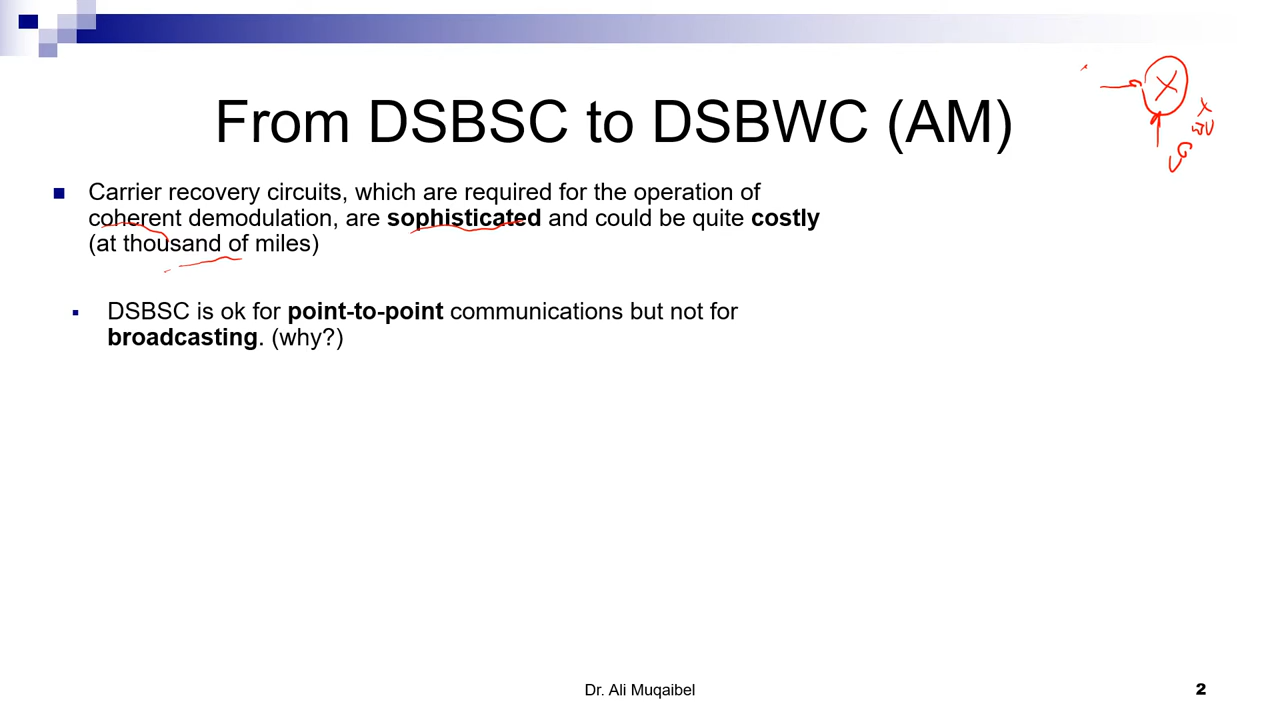 From DSBSC to DSBWC (AM)
Carrier recovery circuits, which are required for the operation of
coherent demodulation, are sophisticated and could be quite costly
(at thousand of miles)
DSBSC is ok for point-to-point communications but not for
broadcasting. (why?)
Dr. Ali Muqaibel
2